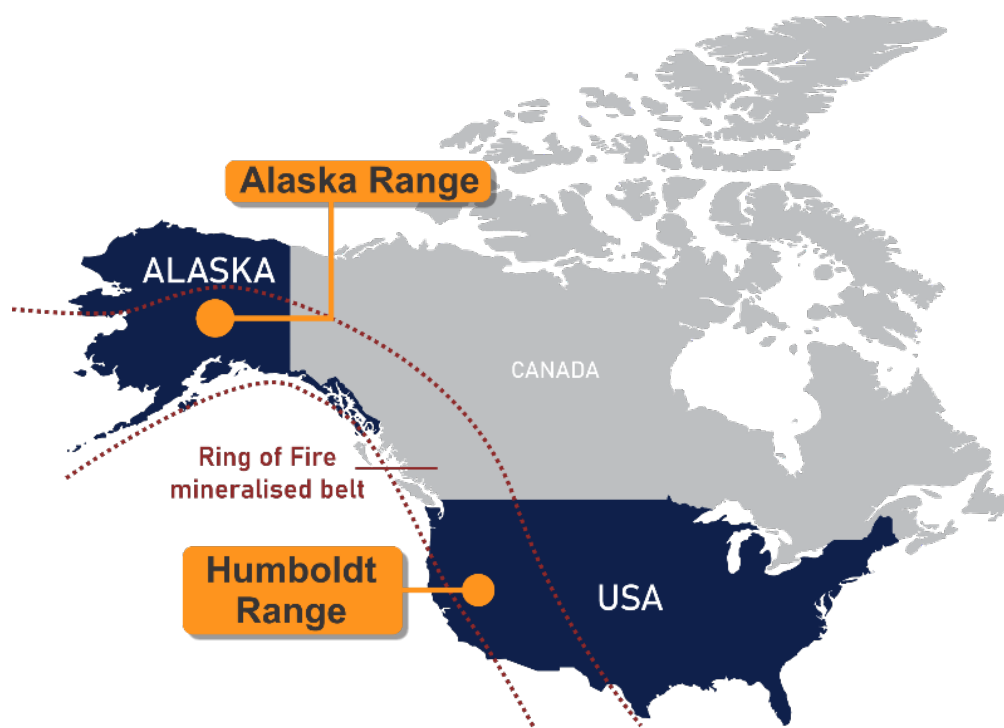 Alaska Range
ALASKA
CANADA
Ring of Fire
mineralised belt
Humboldt
Range
USA